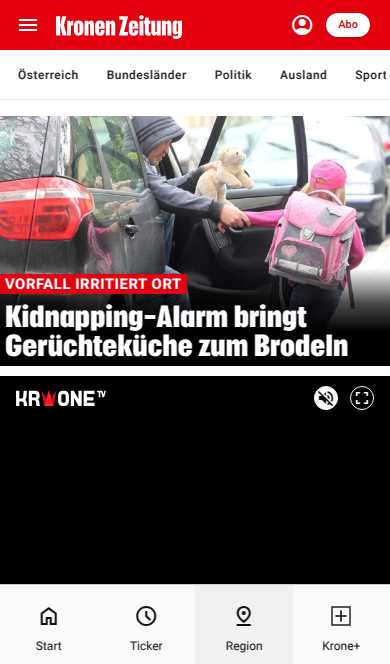 Kronen Zeitung
Abo
Österreich Bundesländer Politik Ausland Sport
VORFALL IRRITIERT ORT
Kidnapping-Alarm bringt
Gerüchteküche zum Brodeln
KRONE TV
Start Ticker Region Krone+